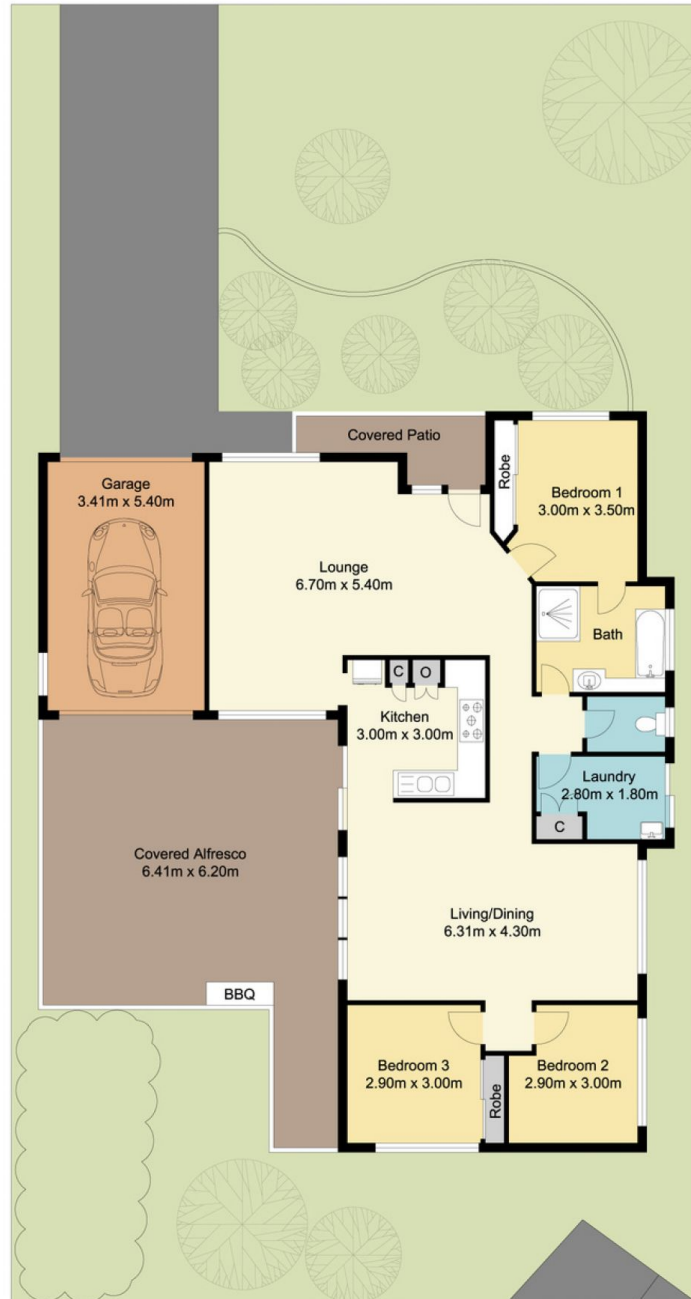 Covered Patio
Robe
Garage
3.41m x 5.40m
Bedroom 1
3.00m x 3.50m
Lounge
6.70m x 5.40m
Bath
C
O
Kitchen
3.00m x 3.00m
Laundry
2.80m x 1.80m
C
Covered Alfresco
6.41m x 6.20m
Living/Dining
6.31m x 4.30m
BBQ
Bedroom 3
2.90m x 3.00m
Robe
Bedroom 2
2.90m x 3.00m